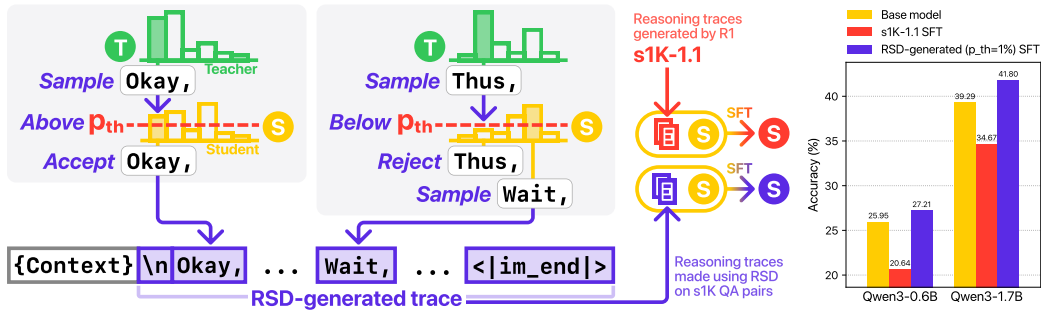 T
Teacher
Sample Okay,
Above pth
S
Student
Accept Okay,
T
Sample Thus,
Below pth
S
Reject Thus,
Sample Wait,
{Context} \n Okay, ... Wait, ... <|im_end|>
RSD-generated trace
Reasoning traces
generated by R1
s1K-1.1
SFT
S S
SFT
S S
Reasoning traces
made using RSD
on s1K QA pairs
Base model
s1K-1.1 SFT
RSD-generated (p_th=1%) SFT
Accuracy (%)
40
35
30
25
20
25.95
20.64
27.21
39.29
34.67
41.80
Qwen3-0.6B Qwen3-1.7B